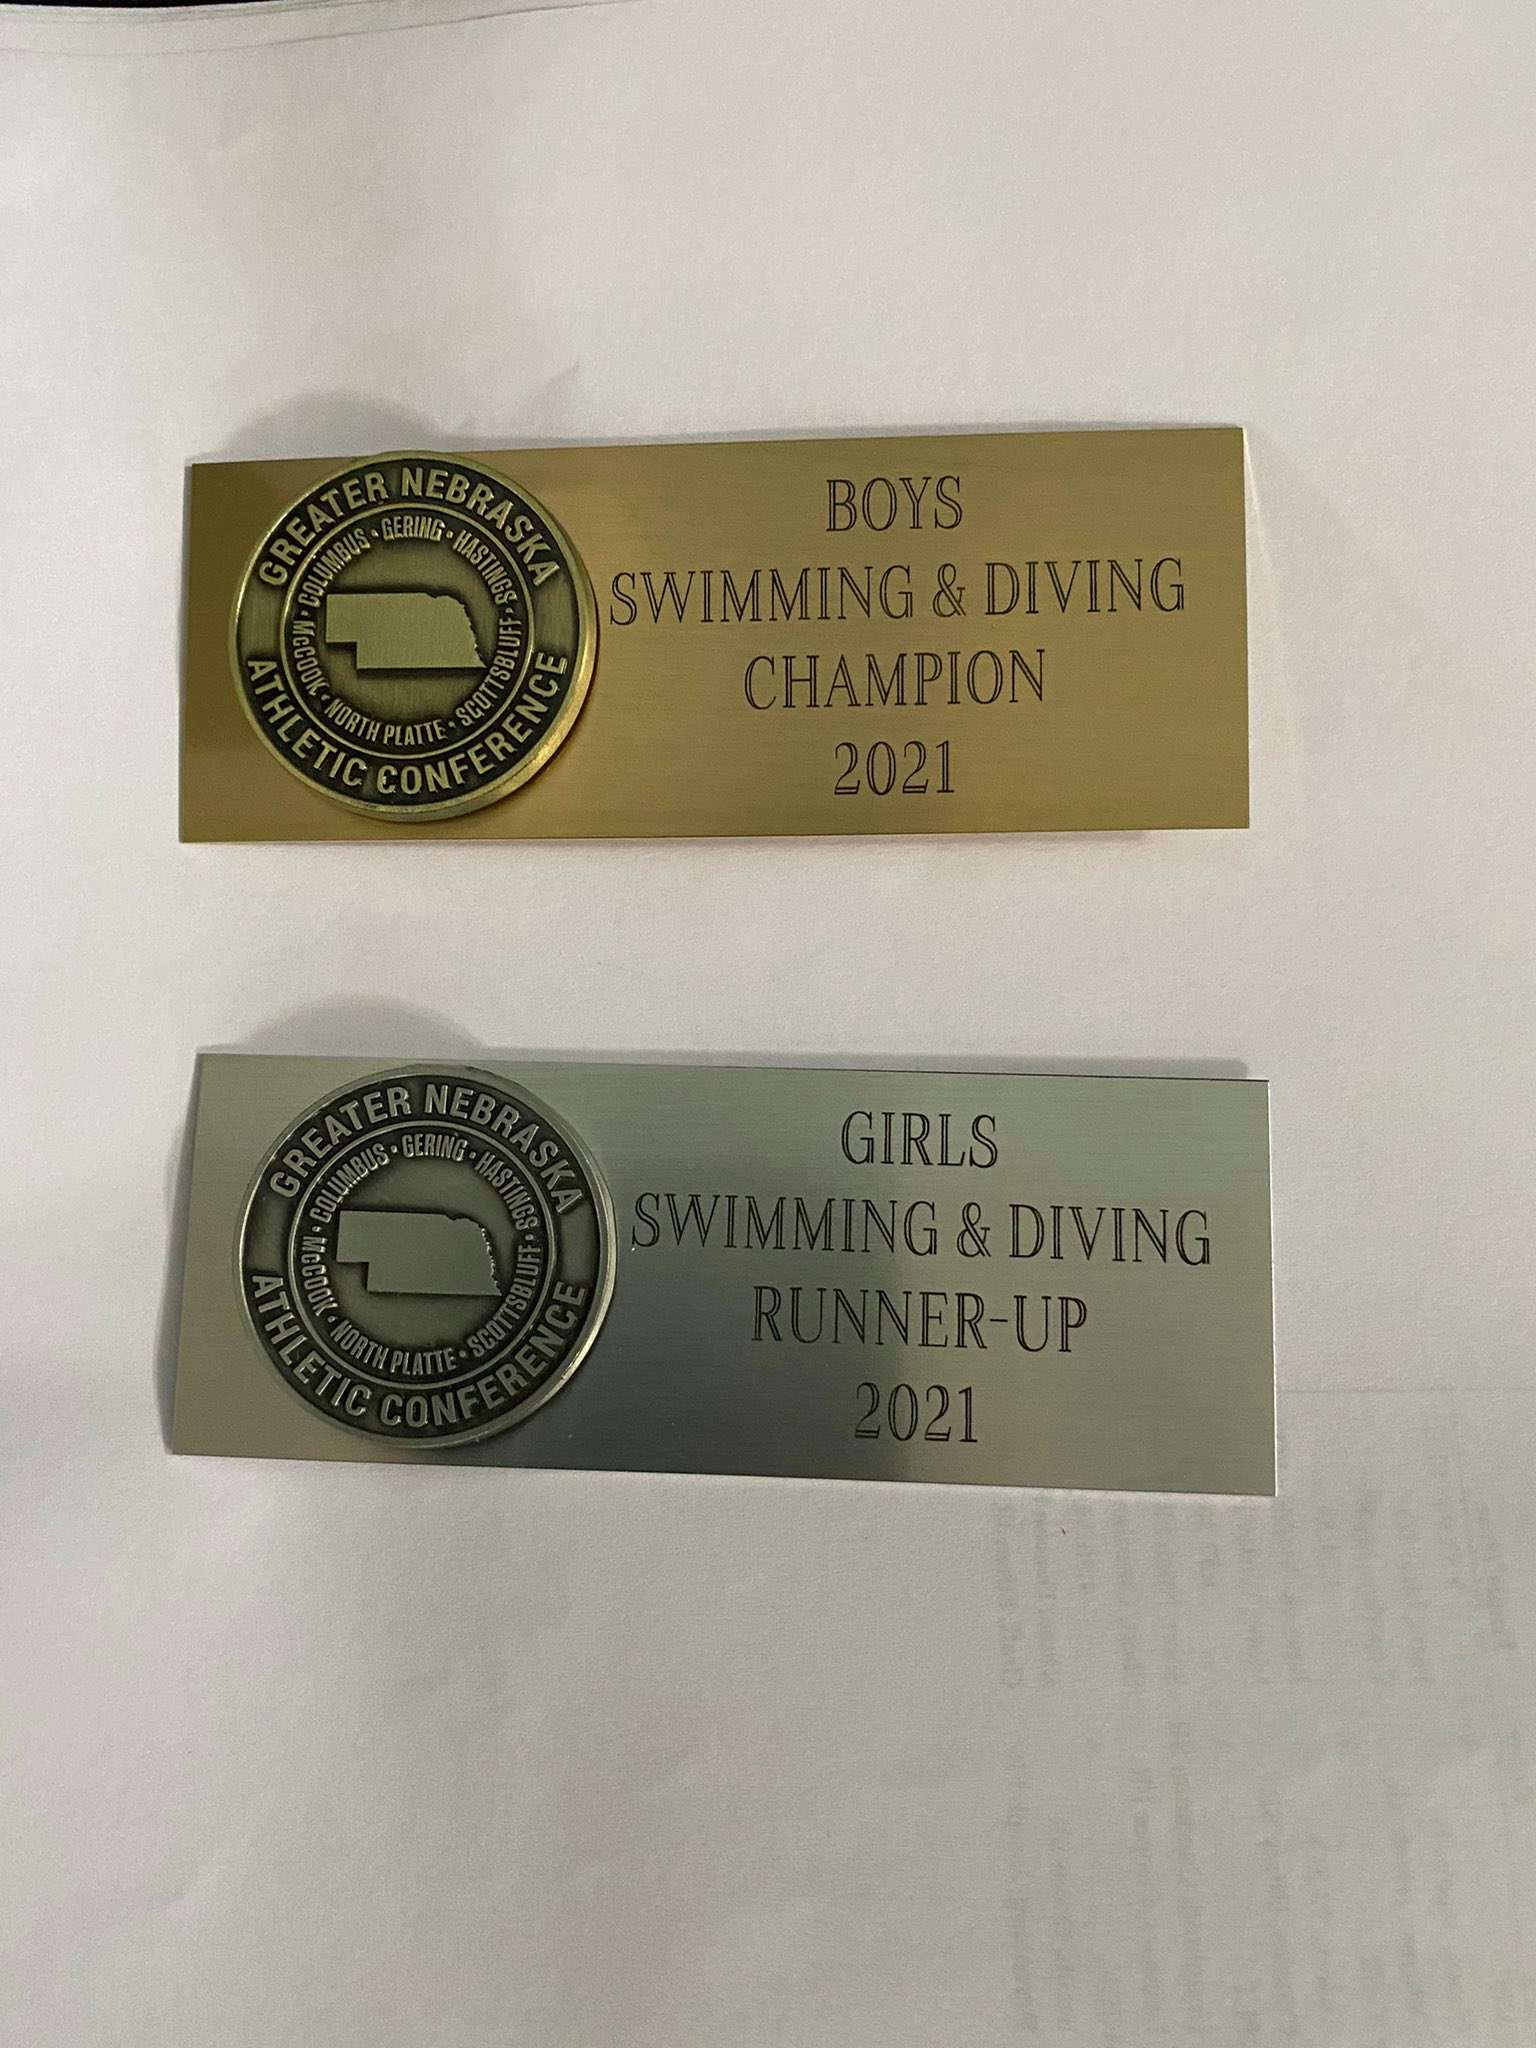 GREATER NEBRASKA
COLUMBUS • GERING • HASTINGS •
• McCOOK • NORTH PLATTE • SCOTTSBLUFF
ATHLETIC CONFERENCE
BOYS
SWIMMING & DIVING
CHAMPION
2021
GREATER NEBRASKA
COLUMBUS • GERING • HASTINGS •
• McCOOK • NORTH PLATTE • SCOTTSBLUFF
ATHLETIC CONFERENCE
GIRLS
SWIMMING & DIVING
RUNNER-UP
2021